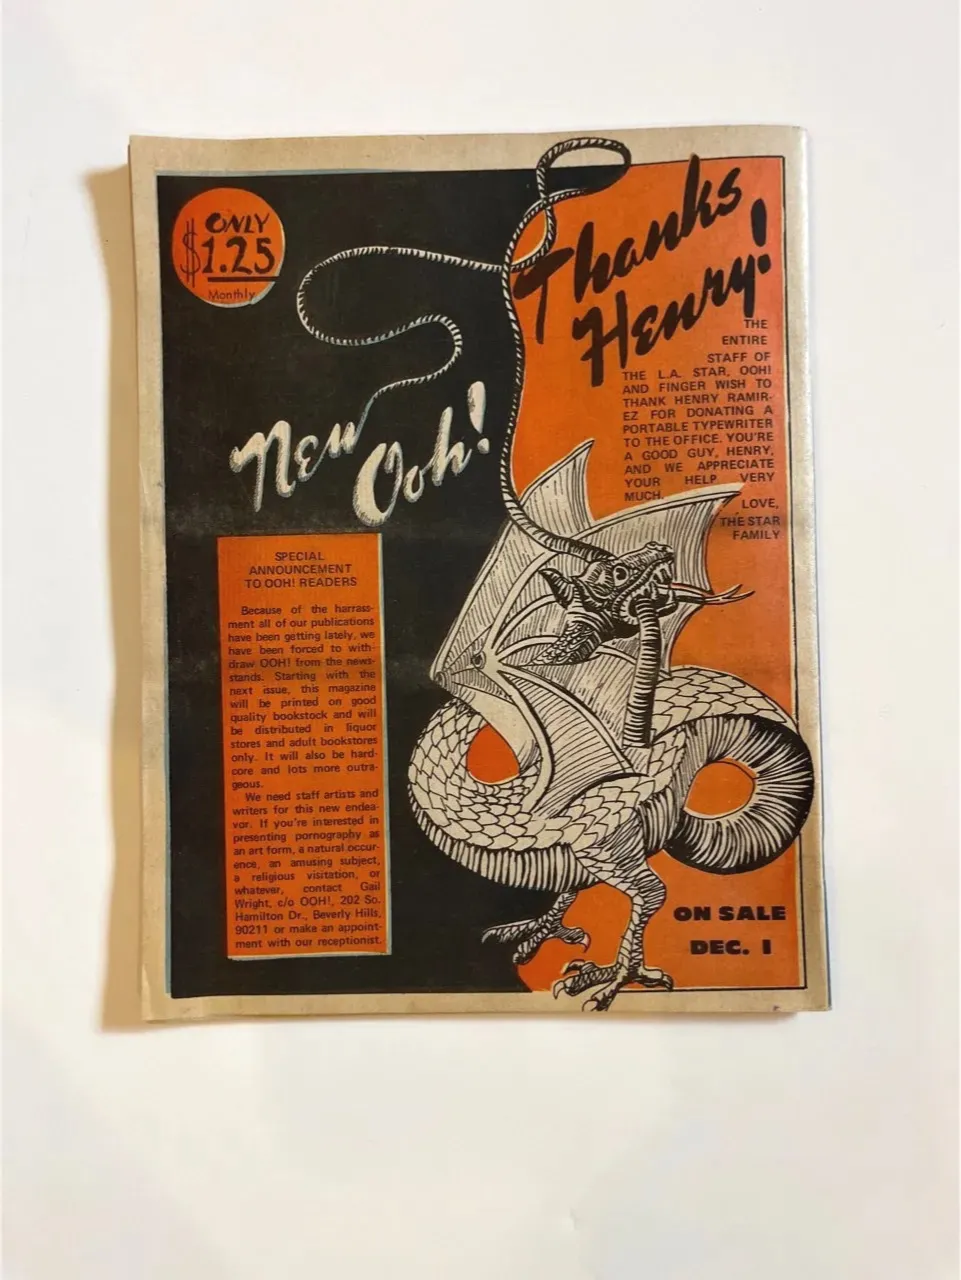 ONLY
$1.25
Monthly
Thanks
Henry!
THE
ENTIRE
STAFF OF
THE L.A. STAR, OOH!
AND FINGER WISH TO
THANK HENRY RAMIR-
EZ FOR DONATING A
PORTABLE TYPEWRITER
TO THE OFFICE. YOU'RE
A GOOD GUY, HENRY,
AND WE APPRECIATE
YOUR HELP VERY
MUCH.
LOVE,
THE STAR
FAMILY
New
Ooh!
SPECIAL
ANNOUNCEMENT
TO OOH! READERS
Because of the harrass-
ment all of our publications
have been getting lately, we
have been forced to with-
draw OOH! from the news-
stands. Starting with the
next issue, this magazine
will be printed on good
quality bookstock and will
be distributed in liquor
stores and adult bookstores
only. It will also be hard-
core and lots more outra-
geous.
We need staff artists and
writers for this new endea-
vor. If you're interested in
presenting pornography as
an art form, a natural occur-
ence, an amusing subject,
a religious visitation, or
whatever, contact Gail
Wright, c/o OOH!, 202 So.
Hamilton Dr., Beverly Hills,
90211 or make an appoint-
ment with our receptionist.
ON SALE
DEC. 1